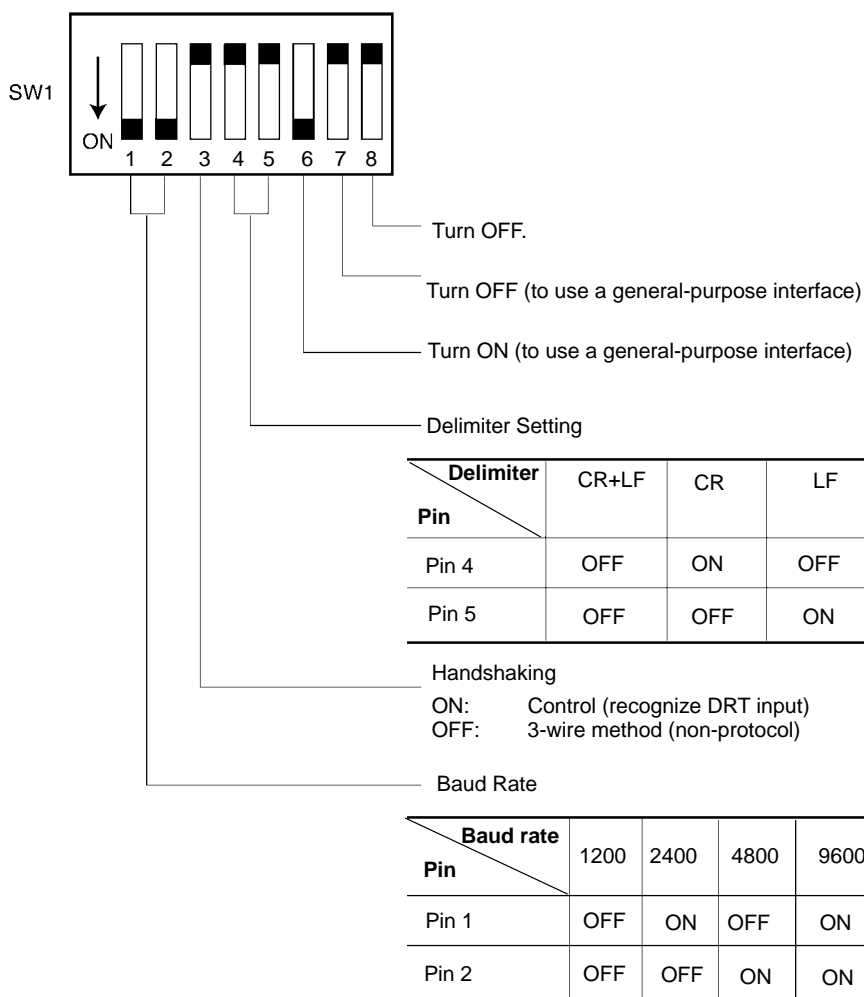 SW1
ON
1 2 3 4 5 6 7 8
Turn OFF.
Turn OFF (to use a general-purpose interface)
Turn ON (to use a general-purpose interface)
Delimiter Setting
Delimiter CR+LF CR LF
Pin
Pin 4 OFF ON OFF
Pin 5 OFF OFF ON
Handshaking
ON: Control (recognize DRT input)
OFF: 3-wire method (non-protocol)
Baud Rate
Baud rate 1200 2400 4800 9600
Pin
Pin 1 OFF ON OFF ON
Pin 2 OFF OFF ON ON